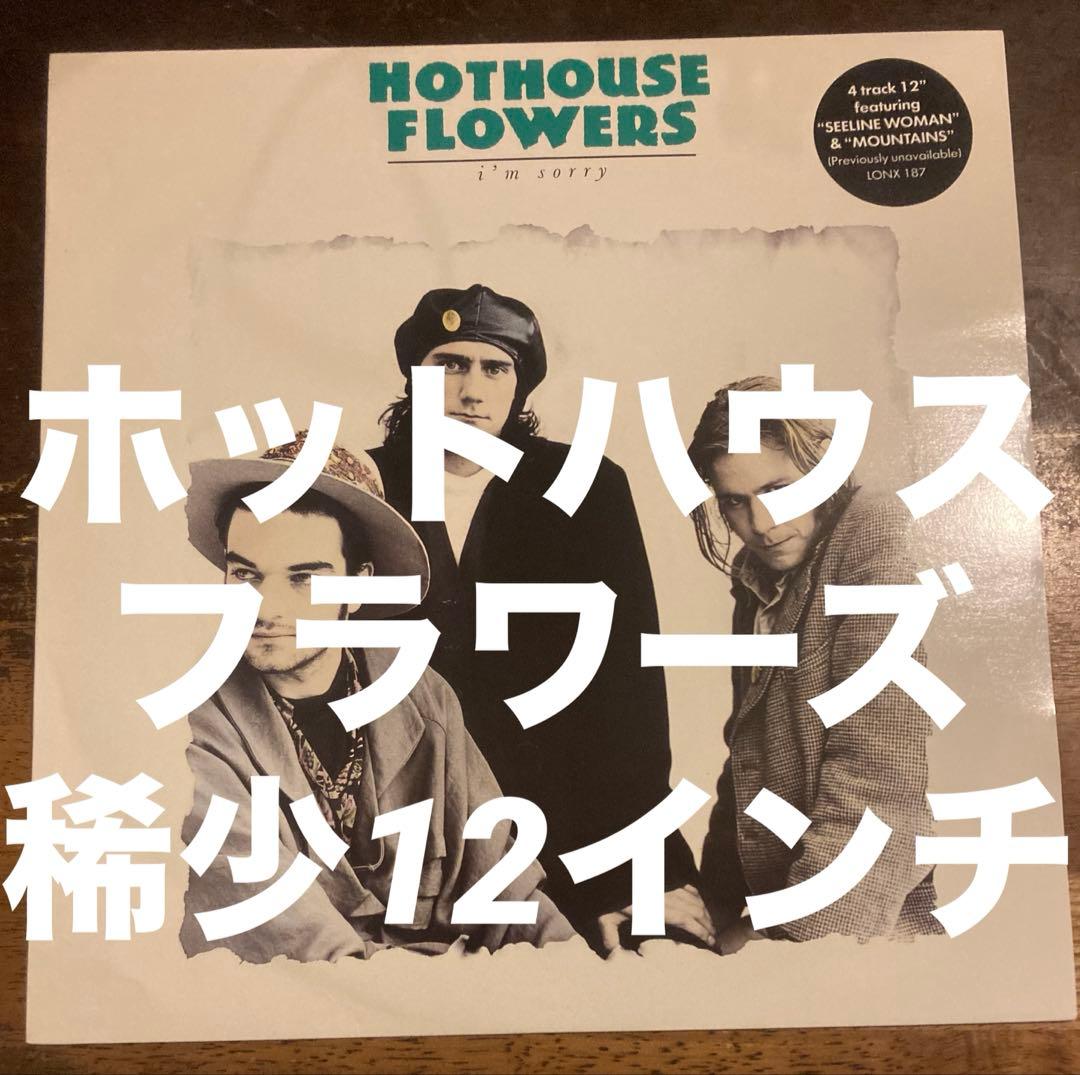 HOTHOUSE
FLOWERS
i'm sorry
4 track 12"
featuring
"SEELINE WOMAN"
& "MOUNTAINS"
(Previously unavailable)
LONX 187
ホットハウス
フラワーズ
稀少12インチ